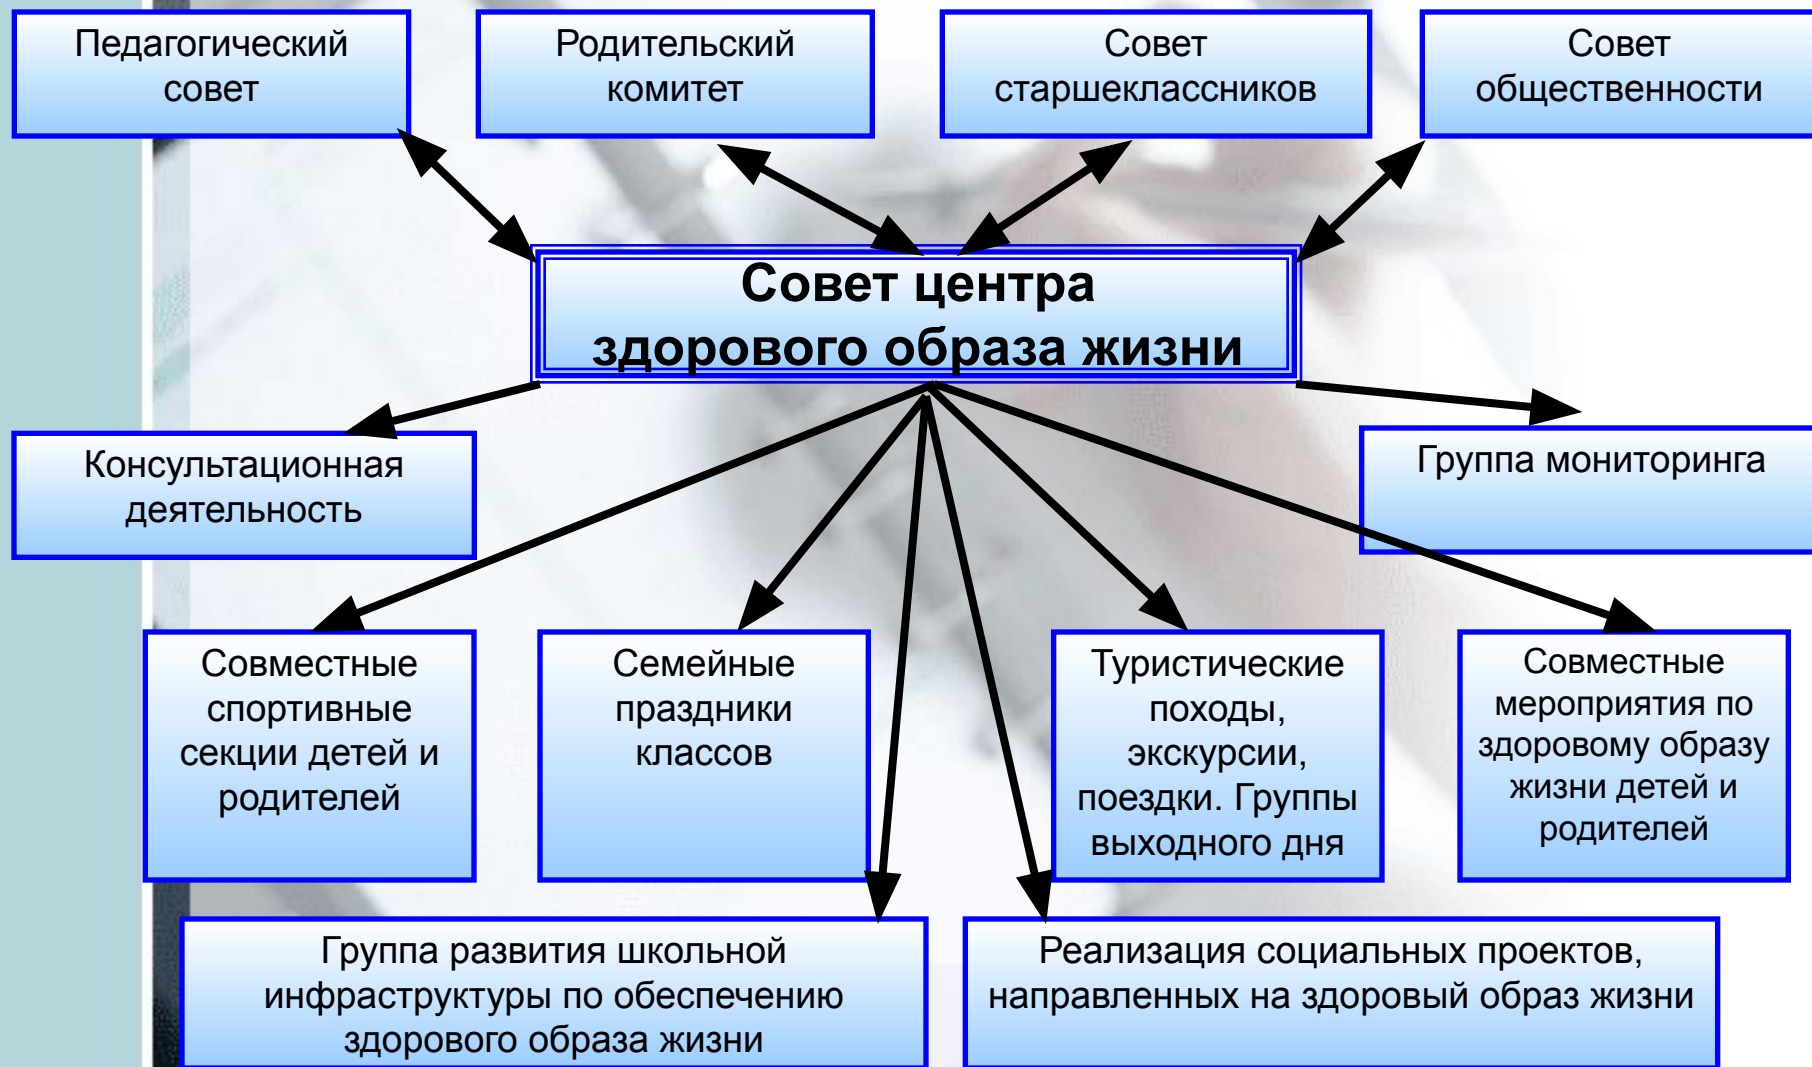 Педагогический
совет
Родительский
комитет
Совет
старшеклассников
Совет
общественности
Совет центра
здорового образа жизни
Консультационная
деятельность
Группа мониторинга
Совместные
спортивные
секции детей и
родителей
Семейные
праздники
классов
Туристические
походы,
экскурсии,
поездки. Группы
выходного дня
Совместные
мероприятия по
здоровому образу
жизни детей и
родителей
Группа развития школьной
инфраструктуры по обеспечению
здорового образа жизни
Реализация социальных проектов,
направленных на здоровый образ жизни